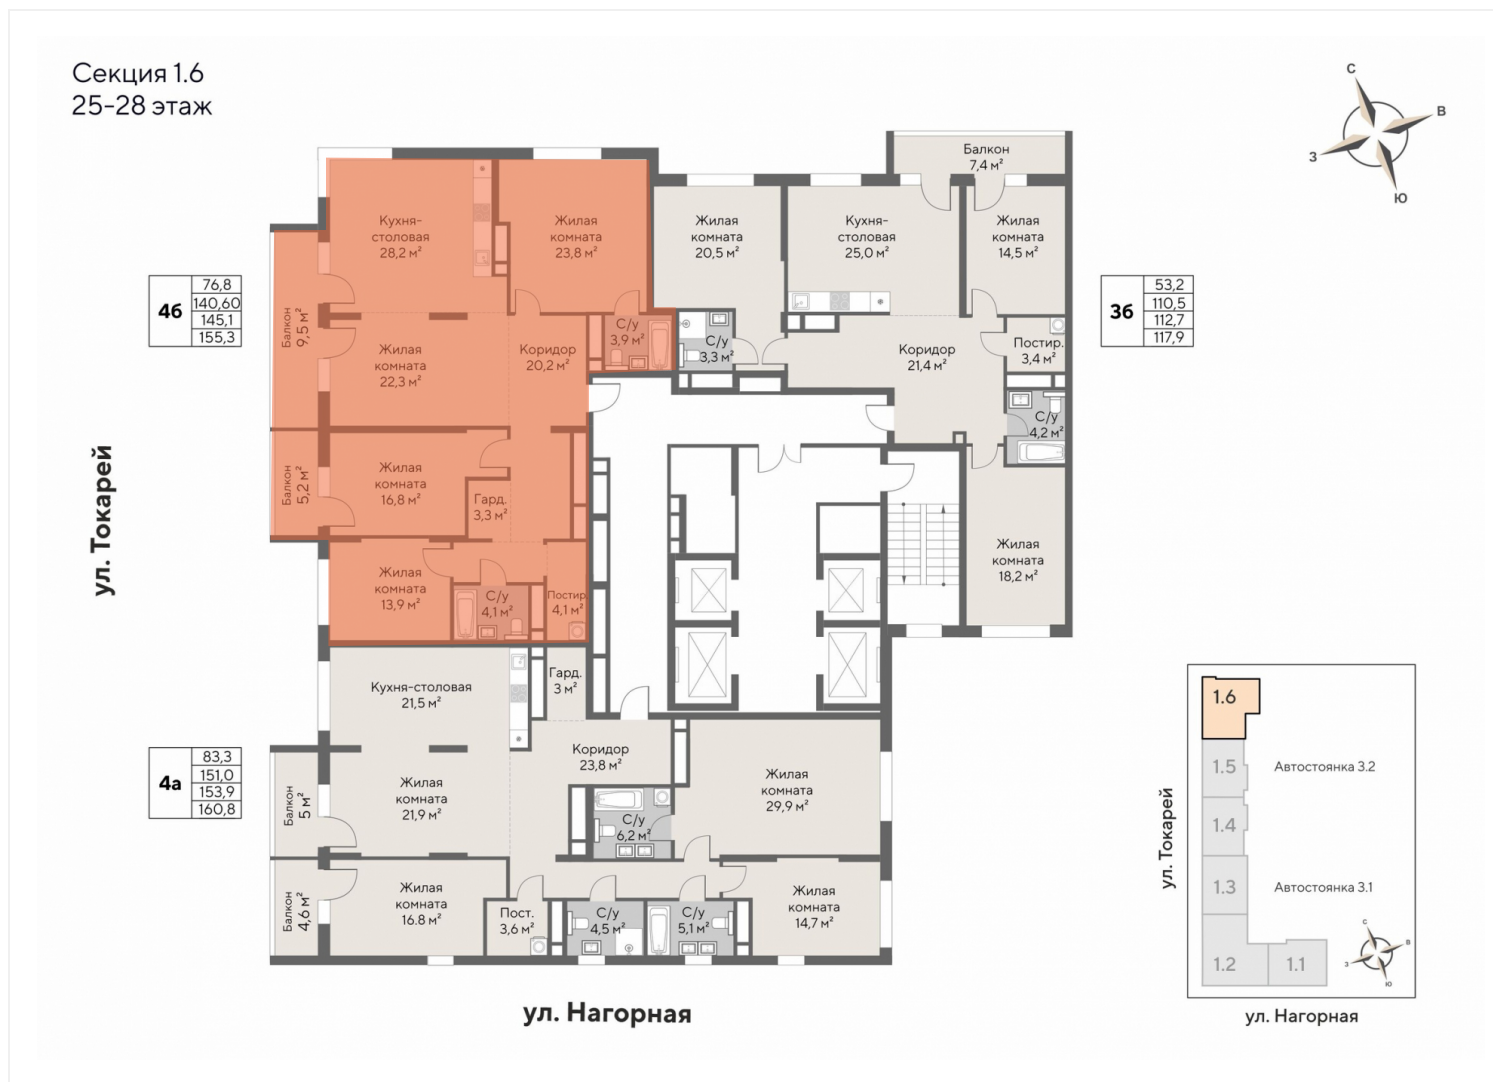 Секция 1.6
25-28 этаж
С
В
З
Ю
Балкон
7,4 м²
Кухня-
столовая
28,2 м²
Жилая
комната
23,8 м²
Жилая
комната
20,5 м²
Кухня-
столовая
25,0 м²
Жилая
комната
14,5 м²
4б
76,8
140,60
145,1
155,3
3б
53,2
110,5
112,7
117,9
Балкон
9,5 м²
Жилая
комната
22,3 м²
Коридор
20,2 м²
С/у
3,9 м²
С/у
3,3 м²
Коридор
21,4 м²
Постир.
3,4 м²
С/у
4,2 м²
Балкон
5,2 м²
Жилая
комната
16,8 м²
Гард.
3,3 м²
ул. Токарей
Жилая
комната
13,9 м²
С/у
4,1 м²
Постир
4,1 м²
Жилая
комната
18,2 м²
Кухня-столовая
21,5 м²
Гард.
3 м²
4а
83,3
151,0
153,9
160,8
Балкон
5 м²
Жилая
комната
21,9 м²
Коридор
23,8 м²
Жилая
комната
29,9 м²
С/у
6,2 м²
Балкон
4,6 м²
Жилая
комната
16.8 м²
Пост.
3,6 м²
С/у
4,5 м²
С/у
5,1 м²
Жилая
комната
14,7 м²
ул. Нагорная
1.6
1.5
Автостоянка 3.2
1.4
ул. Токарей
1.3
Автостоянка 3.1
1.2
1.1
С
В
З
Ю
ул. Нагорная